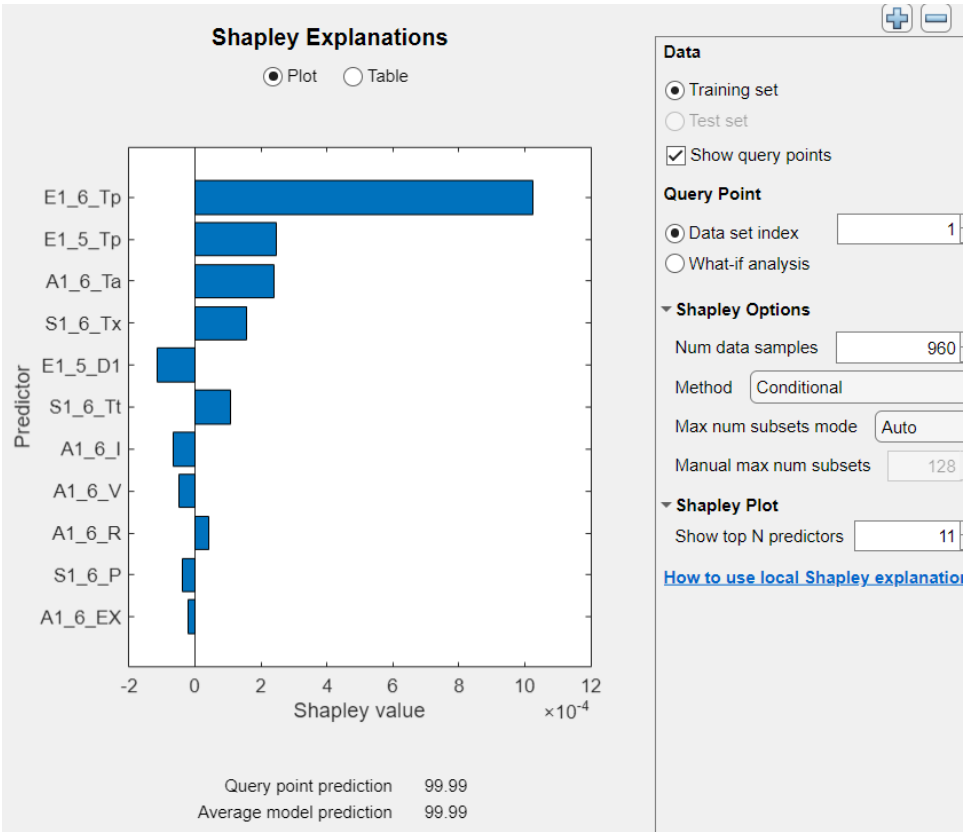 Shapley Explanations
Plot Table
Predictor
E1_6_Tp
E1_5_Tp
A1_6_Ta
S1_6_Tx
E1_5_D1
S1_6_Tt
A1_6_I
A1_6_V
A1_6_R
S1_6_P
A1_6_EX
-2 0 2 4 6 8 10 12
Shapley value ×10-4
Query point prediction 99.99
Average model prediction 99.99
Data
Training set
Test set
Show query points
Query Point
Data set index 1
What-if analysis
Shapley Options
Num data samples 960
Method Conditional
Max num subsets mode Auto
Manual max num subsets 128
Shapley Plot
Show top N predictors 11
How to use local Shapley explanation